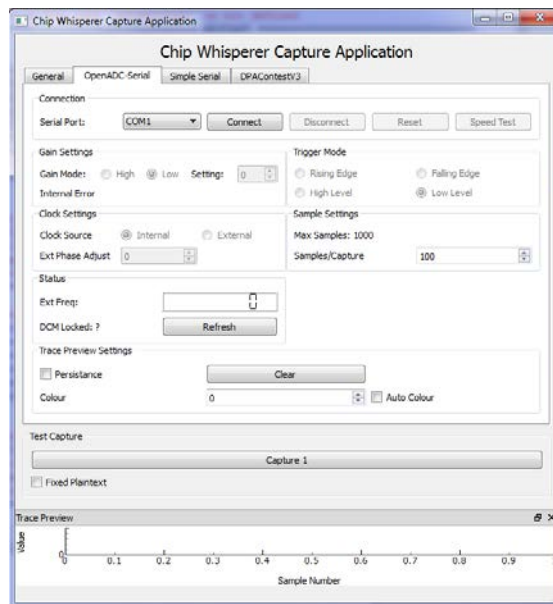 Chip Whisperer Capture Application
Chip Whisperer Capture Application
General OpenADC-Serial Simple Serial DPAContestV3
Connection
Serial Port: COM1 Connect Disconnect Reset Speed Test
Gain Settings Trigger Mode
Gain Mode: High Low Setting: 0 Rising Edge Falling Edge
Internal Error High Level Low Level
Clock Settings Sample Settings
Clock Source Internal External Max Samples: 1000
Ext Phase Adjust 0 Samples/Capture 100
Status
Ext Freq: 0
DCM Locked: ? Refresh
Trace Preview Settings
Persistance Clear
Colour 0 Auto Colour
Test Capture
Capture 1
Fixed Plaintext
Trace Preview
Value
0
0 0.1 0.2 0.3 0.4 0.5 0.6 0.7 0.8 0.9
Sample Number